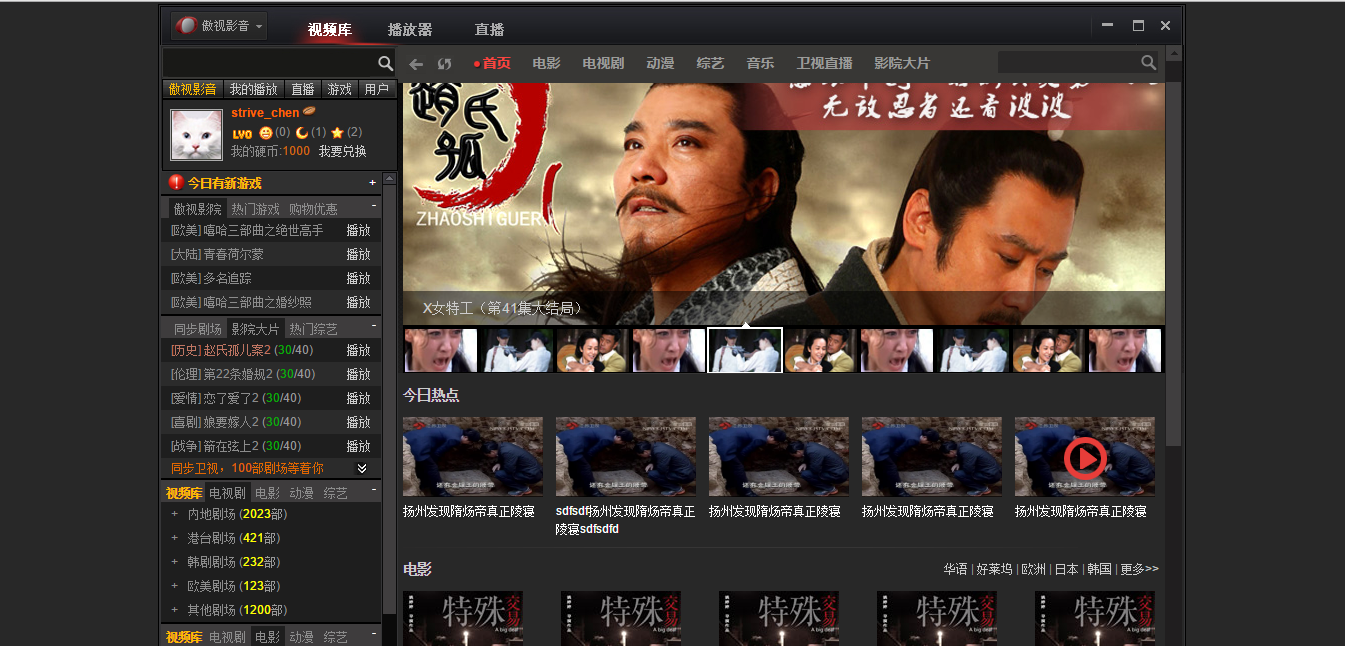 傲视影音
视频库 播放器 直播
首页 电影 电视剧 动漫 综艺 音乐 卫视直播 影院大片
傲视影音 我的播放 直播 游戏 用户
strive_chen
LV0 (0) (1) (2)
我的硬币:1000 我要兑换
今日有新游戏 +
傲视影院 热门游戏 购物优惠 -
[欧美]嘻哈三部曲之绝世高手 播放
[大陆]青春荷尔蒙 播放
[欧美]多名追踪 播放
[欧美]嘻哈三部曲之婚纱照 播放
同步剧场 影院大片 热门综艺 -
[历史]赵氏孤儿案2 (30/40) 播放
[伦理]第22条婚规2 (30/40) 播放
[爱情]恋了爱了2 (30/40) 播放
[喜剧]娘要嫁人2 (30/40) 播放
[战争]箭在弦上2 (30/40) 播放
同步卫视，100部剧场等着你
视频库 电视剧 电影 动漫 综艺 -
+ 内地剧场 (2023部)
+ 港台剧场 (421部)
+ 韩剧剧场 (232部)
+ 欧美剧场 (123部)
+ 其他剧场 (1200部)
视频库 电视剧 电影 动漫 综艺 -
赵氏孤
ZHAOSHIGUER
无敌忍者还看波波
X女特工（第41集大结局）
今日热点
扬州发现隋炀帝真正陵寝
sdfsdf扬州发现隋炀帝真正
陵寝sdfsdfd
扬州发现隋炀帝真正陵寝
扬州发现隋炀帝真正陵寝
扬州发现隋炀帝真正陵寝
电影
华语 | 好莱坞 | 欧洲 | 日本 | 韩国 | 更多>>
特殊交易
A big deal
特殊交易
A big deal
特殊交易
A big deal
特殊交易
A big deal
特殊交易
A big deal